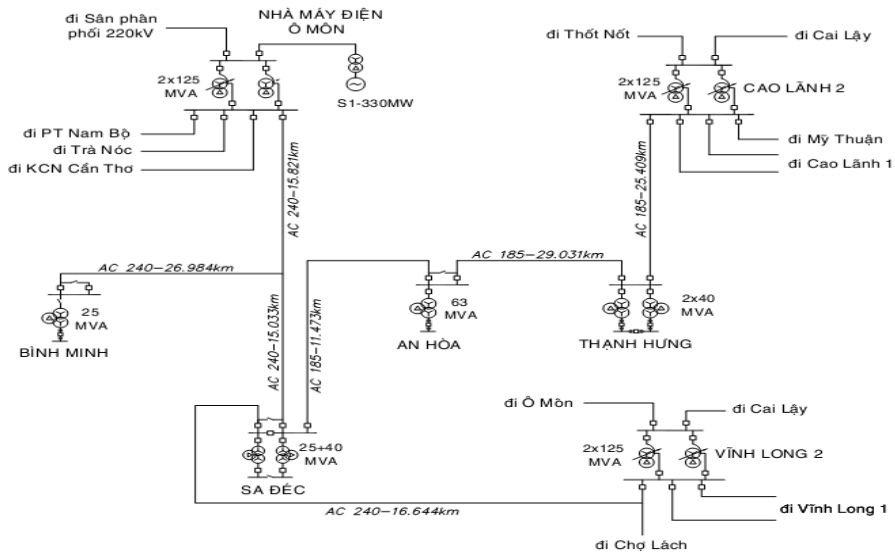 đi Sân phàn
phối 220kV
NHÀ MÁY ĐIỆN
Ô MÔN
2x125
MVA
S1-330MW
đi PT Nam Bộ
đi Trà Nóc
đi KCN Cần Thơ
AC 240-15.821km
AC 240-26.984km
25
MVA
BÌNH MINH
AC 240-15.033km
AC 185-11.473km
25+40
MVA
SA ĐÉC
63
MVA
AN HÒA
AC 185-29.031km
2x40
MVA
THẠNH HƯNG
AC 185-25.409km
đi Thốt Nốt
đi Cai Lậy
2x125
MVA
CAO LÃNH 2
đi Mỹ Thuận
đi Cao Lãnh 1
đi Ô Mòn
đi Cai Lậy
2x125
MVA
VĨNH LONG 2
đi Vĩnh Long 1
AC 240-16.644km
đi Chợ Lách